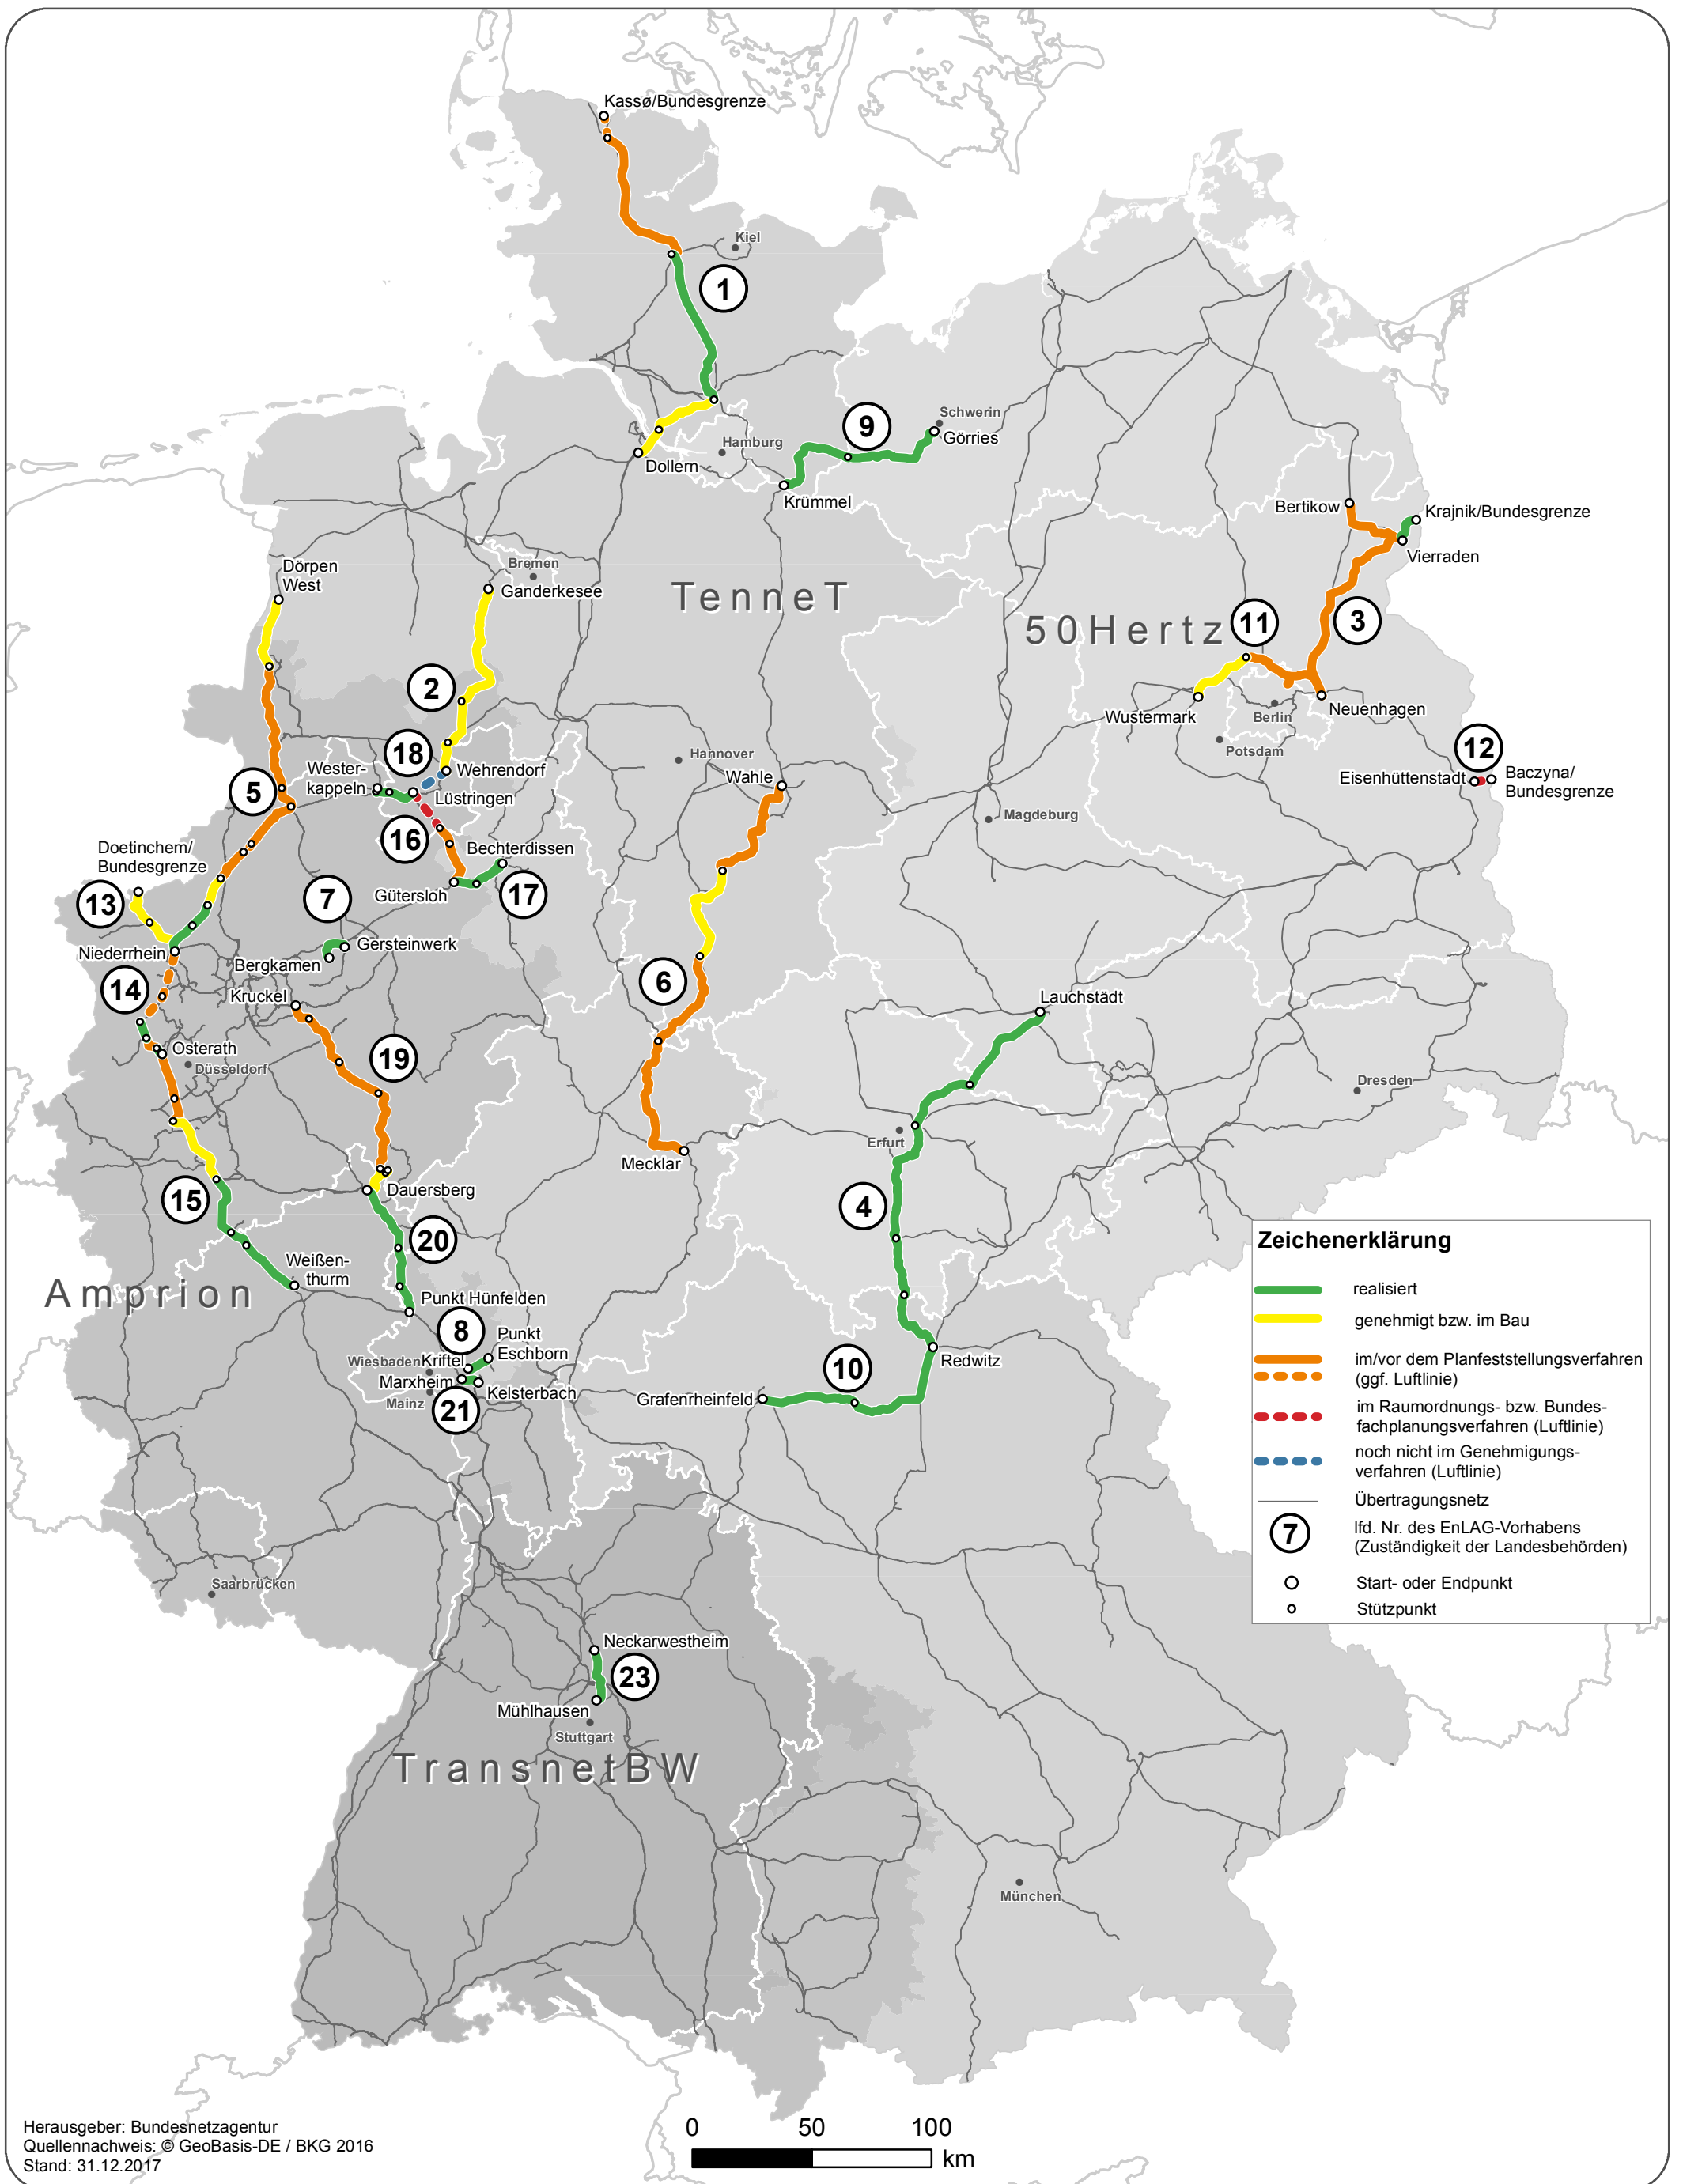 Kassø/Bundesgrenze
Kiel
1
Schwerin
9
Görries
Hamburg
Dollern
Krümmel
Bertikow
Krajnik/Bundesgrenze
Vierraden
Dörpen
West
Bremen
Ganderkesee
TenneT
50Hertz
11
3
2
Wustermark
Berlin
Neuenhagen
Potsdam
18
Wester-
kappeln
Wehrendorf
Lüstringen
Hannover
Wahle
12
Eisenhüttenstadt
Baczyna/
Bundesgrenze
5
16
Magdeburg
Doetinchem/
Bundesgrenze
Bechterdissen
13
7
Gütersloh
17
Niederrhein
Gersteinwerk
Bergkamen
14
Kruckel
6
Lauchstädt
Osterath
Düsseldorf
19
Dresden
Erfurt
Mecklar
15
Dauersberg
4
20
Weißen-
thurm
Amprion
Punkt Hünfelden
8
Punkt
Eschborn
Wiesbaden
Kriftel
Marxheim
Kelsterbach
Mainz
21
Redwitz
10
Grafenrheinfeld
Zeichenerklärung
realisiert
genehmigt bzw. im Bau
im/vor dem Planfeststellungsverfahren
(ggf. Luftlinie)
im Raumordnungs- bzw. Bundes-
fachplanungsverfahren (Luftlinie)
noch nicht im Genehmigungs-
verfahren (Luftlinie)
Übertragungsnetz
7
lfd. Nr. des EnLAG-Vorhabens
(Zuständigkeit der Landesbehörden)
Start- oder Endpunkt
Stützpunkt
Saarbrücken
Neckarwestheim
23
Mühlhausen
Stuttgart
TransnetBW
München
Herausgeber: Bundesnetzagentur
Quellennachweis: © GeoBasis-DE / BKG 2016
Stand: 31.12.2017
0 50 100
km